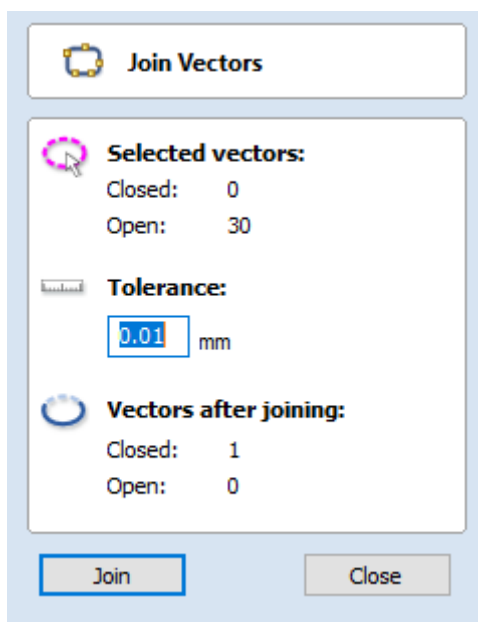 Join Vectors
Selected vectors:
Closed: 0
Open: 30
Tolerance:
0.01 mm
Vectors after joining:
Closed: 1
Open: 0
Join Close